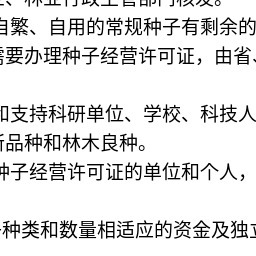 业、林业行政主管部门核发。
自繁、自用的常规种子有剩余的
需要办理种子经营许可证，由省、
和支持科研单位、学校、科技人
新品种和林木良种。
种子经营许可证的单位和个人，
种类和数量相适应的资金及独立